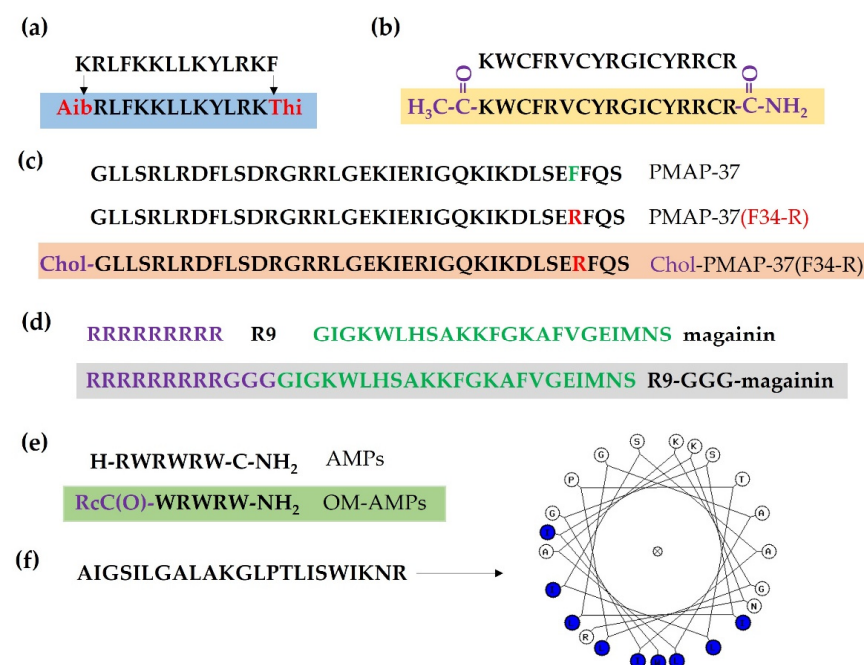 (a)
KRLFKKLLKYLRKF
AibRLFKKLLKYLRKThi
(b)
KWCFRVCYRGICYRRCR
O O
H3C-C-KWCFRVCYRGICYRRCR-C-NH2
(c)
GLLSRLRDFLSDRGRRLGEKIERIGQKIKDLSEFFQS PMAP-37
GLLSRLRDFLSDRGRRLGEKIERIGQKIKDLSERFQS PMAP-37(F34-R)
Chol-GLLSRLRDFLSDRGRRLGEKIERIGQKIKDLSERFQS Chol-PMAP-37(F34-R)
(d)
RRRRRRRRR R9 GIGKWLHSAKKFGKAFVGEIMNS magainin
RRRRRRRRRGGGGIGKWLHSAKKFGKAFVGEIMNS R9-GGG-magainin
(e)
H-RWRWRW-C-NH2 AMPs
RcC(O)-WRWRW-NH2 OM-AMPs
(f)
AIGSILGALAKGLPTLISWIKNR
S K K S
G
P T
G A
A A
G
N
R